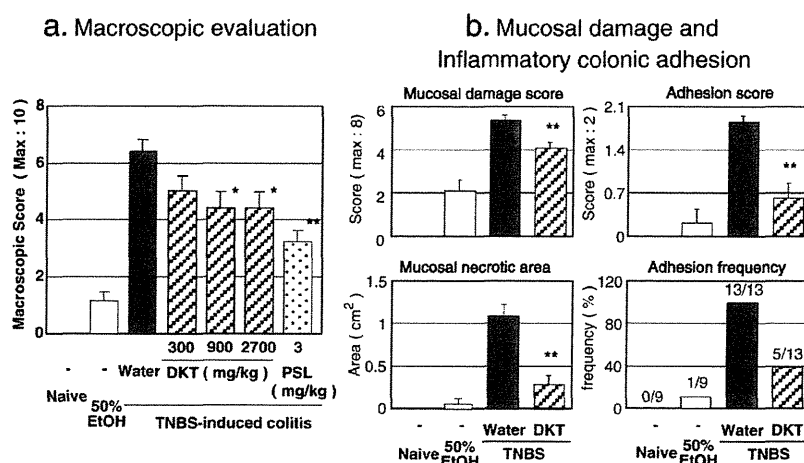 a. Macroscopic evaluation
Macroscopic Score ( Max : 10 )
8
6
4
2
0
*
*
**
300 900 2700 3
- - Water DKT ( mg/kg ) PSL
Naive 50% EtOH ( mg/kg )
TNBS-induced colitis
b. Mucosal damage and
Inflammatory colonic adhesion
Mucosal damage score
Score ( max : 8 )
6
4
2
0
**
Adhesion score
Score ( max : 2 )
2.1
1.4
0.7
0
**
Mucosal necrotic area
Area ( cm2 )
1.5
1
0.5
0
**
- - Water DKT
Naive 50% EtOH TNBS
Adhesion frequency
frequency ( % )
120
80
40
0
0/9
1/9
13/13
5/13
- - Water DKT
Naive 50% EtOH TNBS